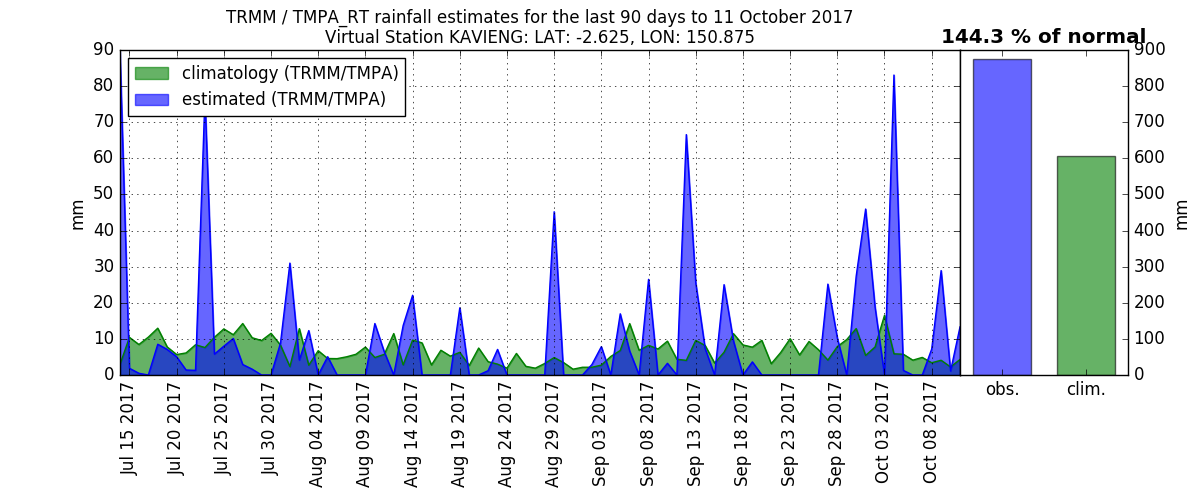 TRMM / TMPA_RT rainfall estimates for the last 90 days to 11 October 2017
Virtual Station KAVIENG: LAT: -2.625, LON: 150.875
144.3 % of normal
climatology (TRMM/TMPA)
estimated (TRMM/TMPA)
mm
90
80
70
60
50
40
30
20
10
0
Jul 15 2017
Jul 20 2017
Jul 25 2017
Jul 30 2017
Aug 04 2017
Aug 09 2017
Aug 14 2017
Aug 19 2017
Aug 24 2017
Aug 29 2017
Sep 03 2017
Sep 08 2017
Sep 13 2017
Sep 18 2017
Sep 23 2017
Sep 28 2017
Oct 03 2017
Oct 08 2017
obs.
clim.
900
800
700
600
500
400
300
200
100
0
mm